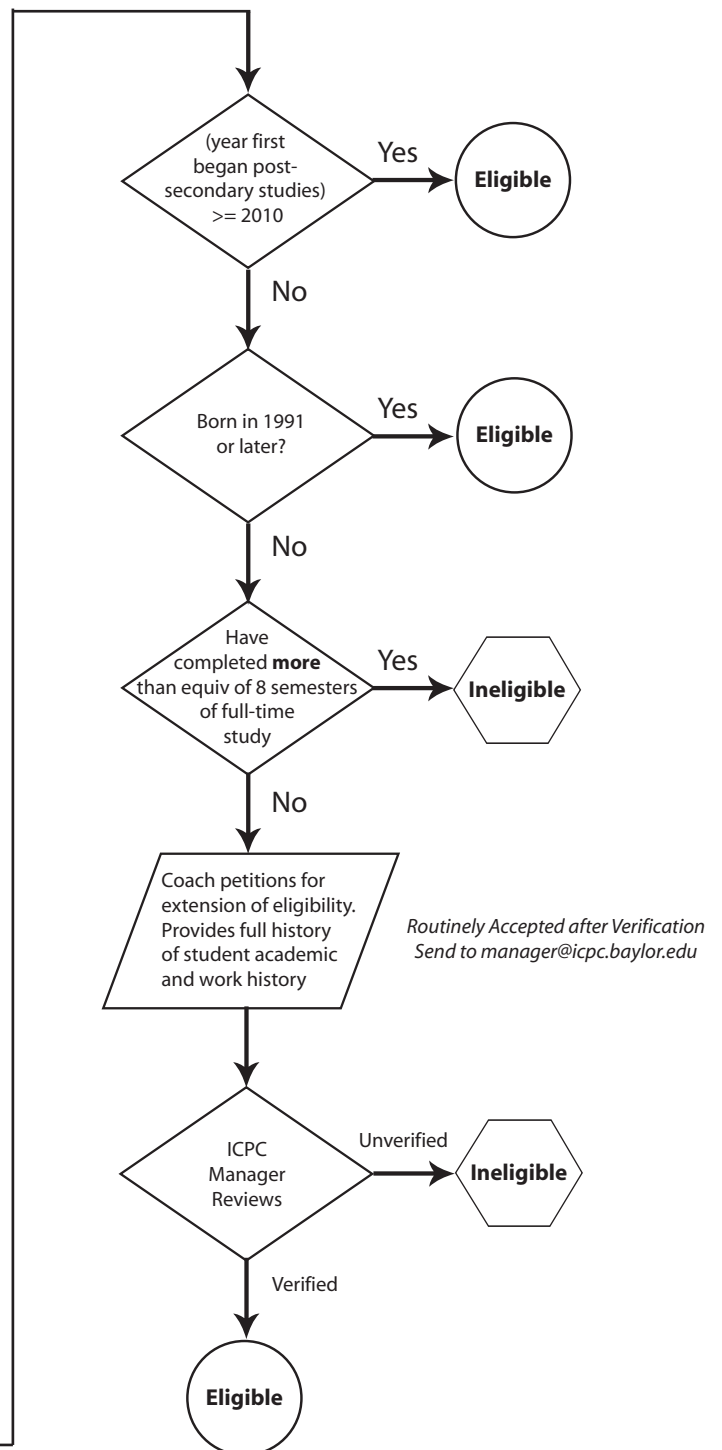 (year first
began post-
secondary studies)
>= 2010
Yes
Eligible
No
Born in 1991
or later?
Yes
Eligible
No
Have
completed more
than equiv of 8 semesters
of full-time
study
Yes
Ineligible
No
Coach petitions for
extension of eligibility.
Provides full history
of student academic
and work history
Routinely Accepted after Verification
Send to manager@icpc.baylor.edu
ICPC
Manager
Reviews
Unverified
Ineligible
Verified
Eligible